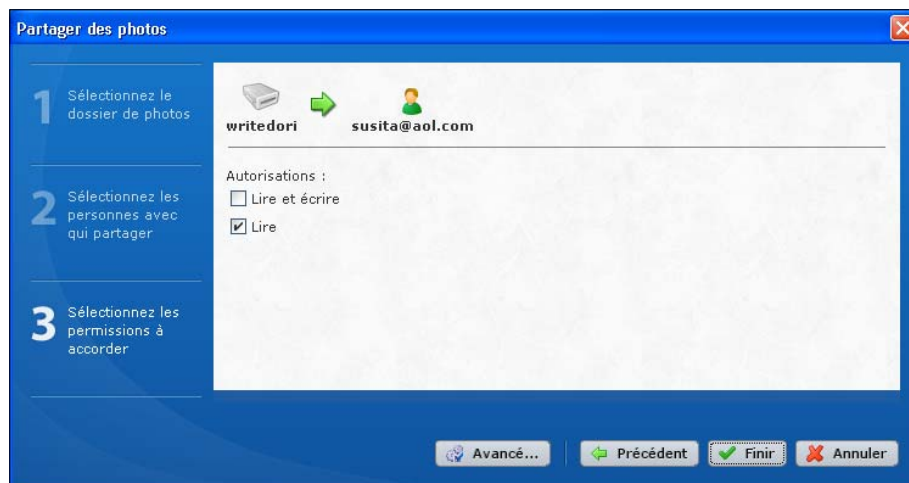 Partager des photos
1
Sélectionnez le
dossier de photos
2
Sélectionnez les
personnes avec
qui partager
3
Sélectionnez les
permissions à
accorder
writedori
susita@aol.com
Autorisations :
Lire et écrire
Lire
Avancé...
Précédent
Finir
Annuler